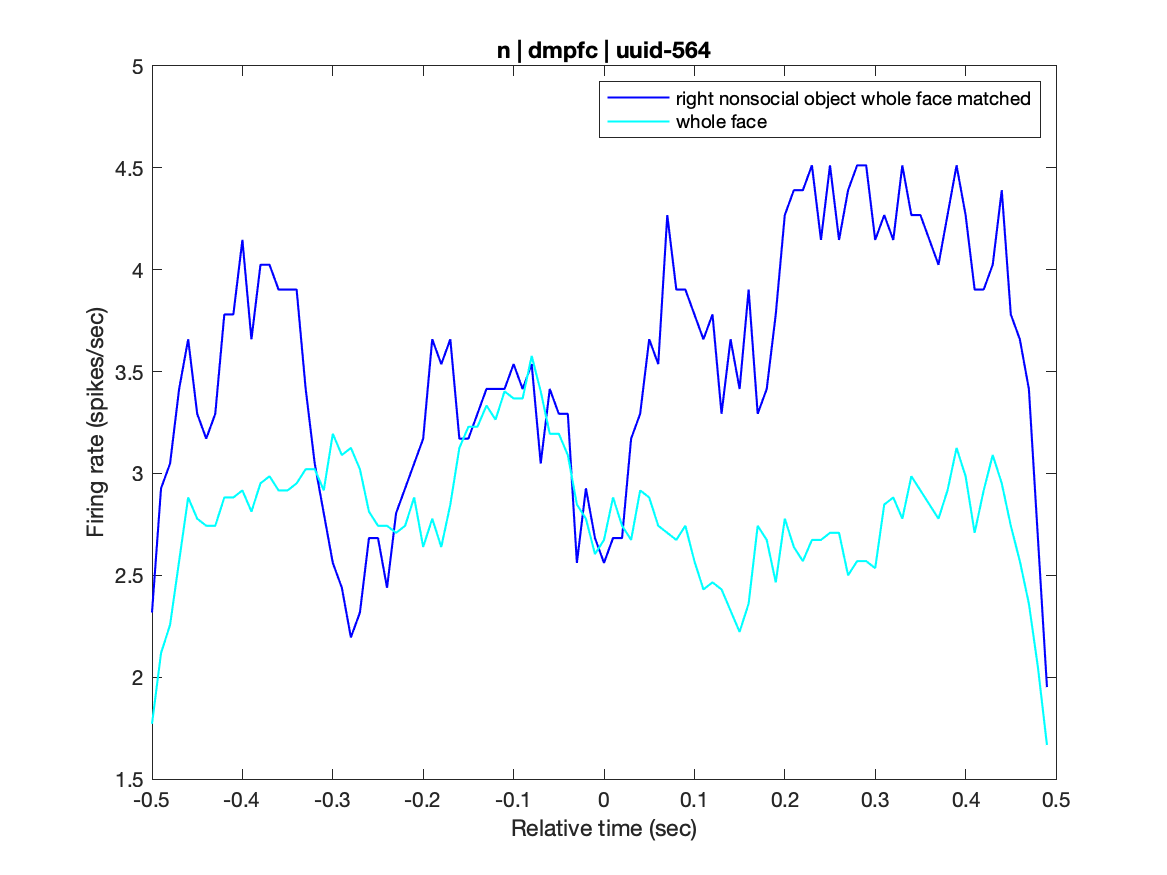 n | dmpfc | uuid-564
right nonsocial object whole face matched
whole face
5
4.5
4
3.5
3
2.5
2
1.5
Firing rate (spikes/sec)
-0.5 -0.4 -0.3 -0.2 -0.1 0 0.1 0.2 0.3 0.4 0.5
Relative time (sec)